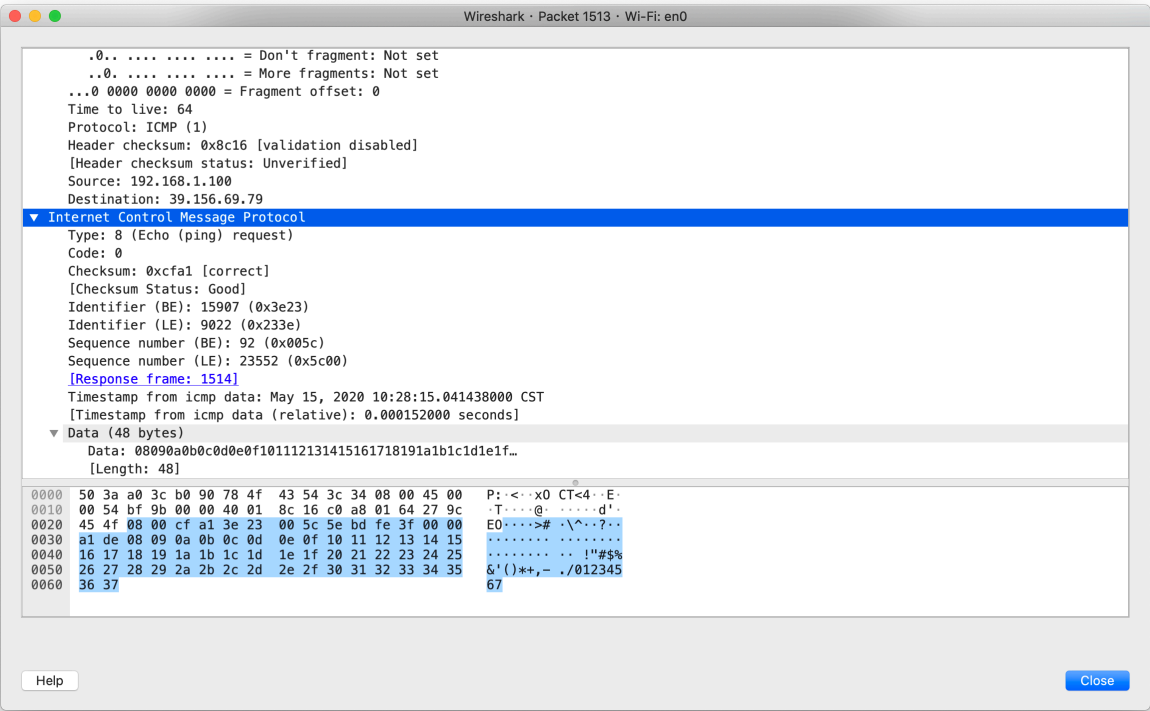 Wireshark · Packet 1513 · Wi-Fi: en0
.0.. .... .... .... = Don't fragment: Not set
..0. .... .... .... = More fragments: Not set
...0 0000 0000 0000 = Fragment offset: 0
Time to live: 64
Protocol: ICMP (1)
Header checksum: 0x8c16 [validation disabled]
[Header checksum status: Unverified]
Source: 192.168.1.100
Destination: 39.156.69.79
Internet Control Message Protocol
Type: 8 (Echo (ping) request)
Code: 0
Checksum: 0xcfa1 [correct]
[Checksum Status: Good]
Identifier (BE): 15907 (0x3e23)
Identifier (LE): 9022 (0x233e)
Sequence number (BE): 92 (0x005c)
Sequence number (LE): 23552 (0x5c00)
[Response frame: 1514]
Timestamp from icmp data: May 15, 2020 10:28:15.041438000 CST
[Timestamp from icmp data (relative): 0.000152000 seconds]
Data (48 bytes)
Data: 08090a0b0c0d0e0f101112131415161718191a1b1c1d1e1f…
[Length: 48]
0000 50 3a a0 3c b0 90 78 4f 43 54 3c 34 08 00 45 00 P:·<··xO CT<4··E·
0010 00 54 bf 9b 00 00 40 01 8c 16 c0 a8 01 64 27 9c ·T····@· ·····d'·
0020 45 4f 08 00 cf a1 3e 23 00 5c 5e bd fe 3f 00 00 EO····># ·\^··?··
0030 a1 de 08 09 0a 0b 0c 0d 0e 0f 10 11 12 13 14 15 ········ ········
0040 16 17 18 19 1a 1b 1c 1d 1e 1f 20 21 22 23 24 25 ········ ·· !"#$%
0050 26 27 28 29 2a 2b 2c 2d 2e 2f 30 31 32 33 34 35 &'()*+,- ./012345
0060 36 37 67
Help
Close